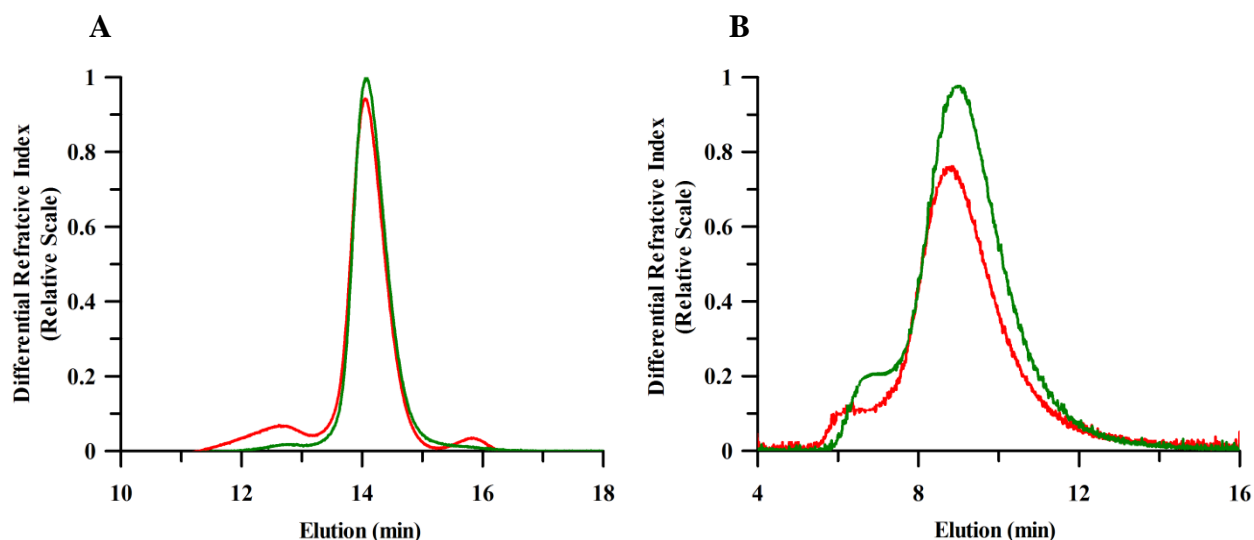 A
Differential Refratcive Index
(Relative Scale)
1
0.8
0.6
0.4
0.2
0
10
12
14
16
18
Elution (min)
B
Differential Refratcive Index
(Relative Scale)
1
0.8
0.6
0.4
0.2
0
4
8
12
16
Elution (min)